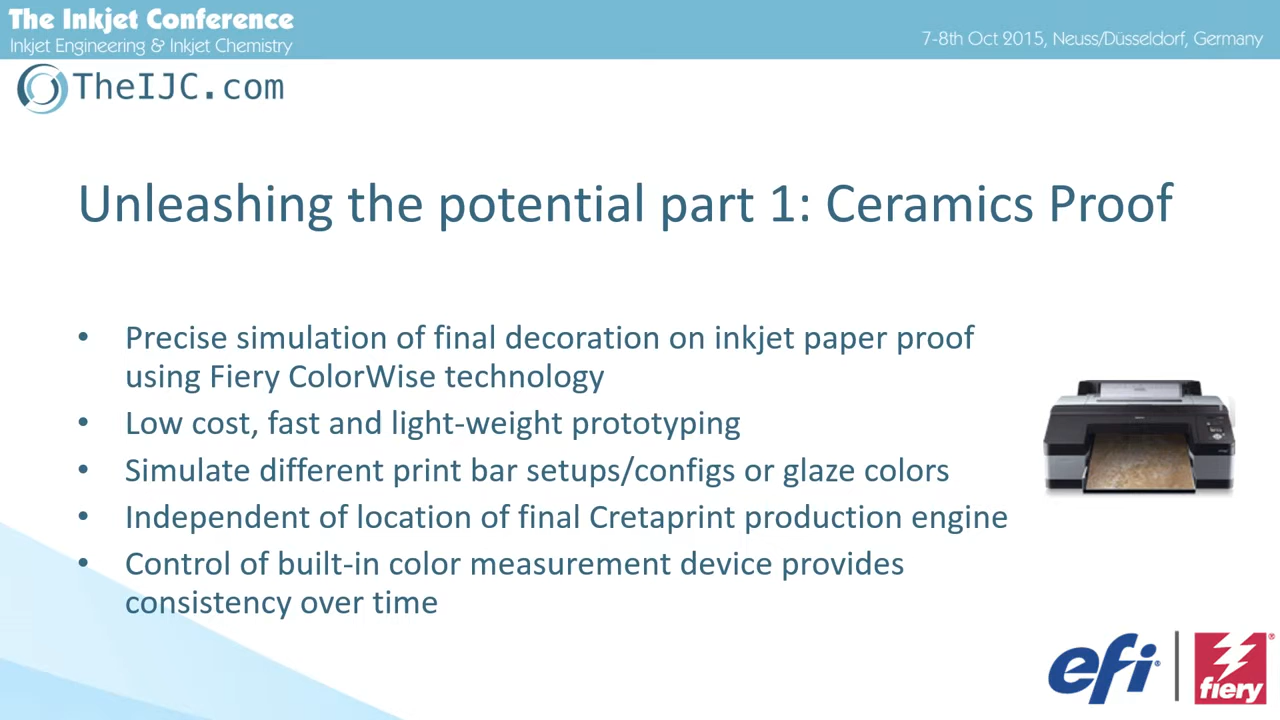 The Inkjet Conference
Inkjet Engineering & Inkjet Chemistry
7-8th Oct 2015, Neuss/Düsseldorf, Germany
TheIJC.com
Unleashing the potential part 1: Ceramics Proof
• Precise simulation of final decoration on inkjet paper proof
using Fiery ColorWise technology
• Low cost, fast and light-weight prototyping
• Simulate different print bar setups/configs or glaze colors
• Independent of location of final Cretaprint production engine
• Control of built-in color measurement device provides
consistency over time
efi®
fiery®